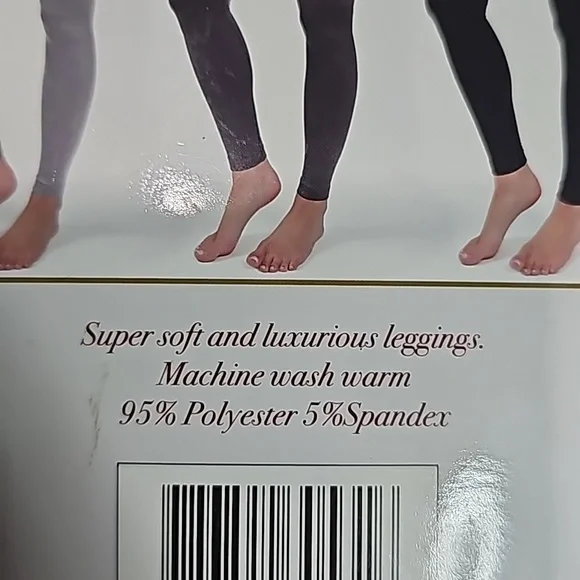 Super soft and luxurious leggings.
Machine wash warm
95% Polyester 5%Spandex